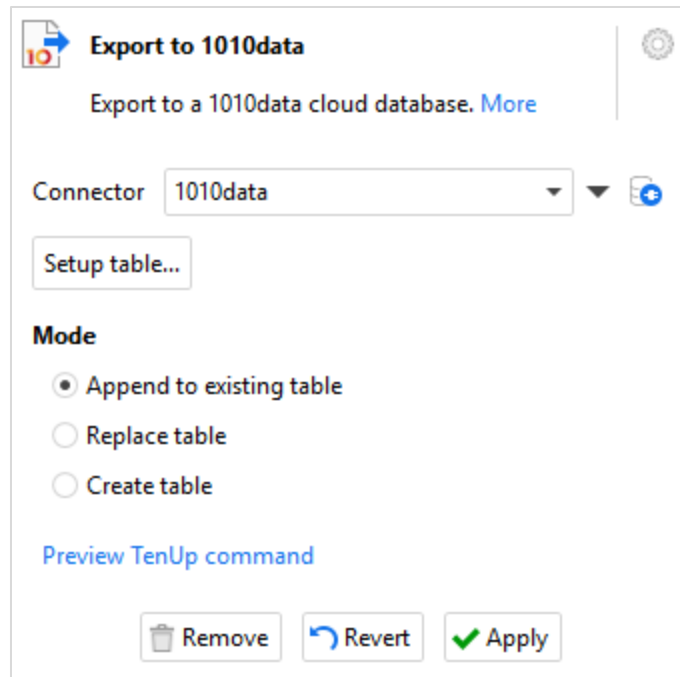 10
Export to 1010data
Export to a 1010data cloud database. More
Connector 1010data
Setup table...
Mode
Append to existing table
Replace table
Create table
Preview TenUp command
Remove Revert Apply